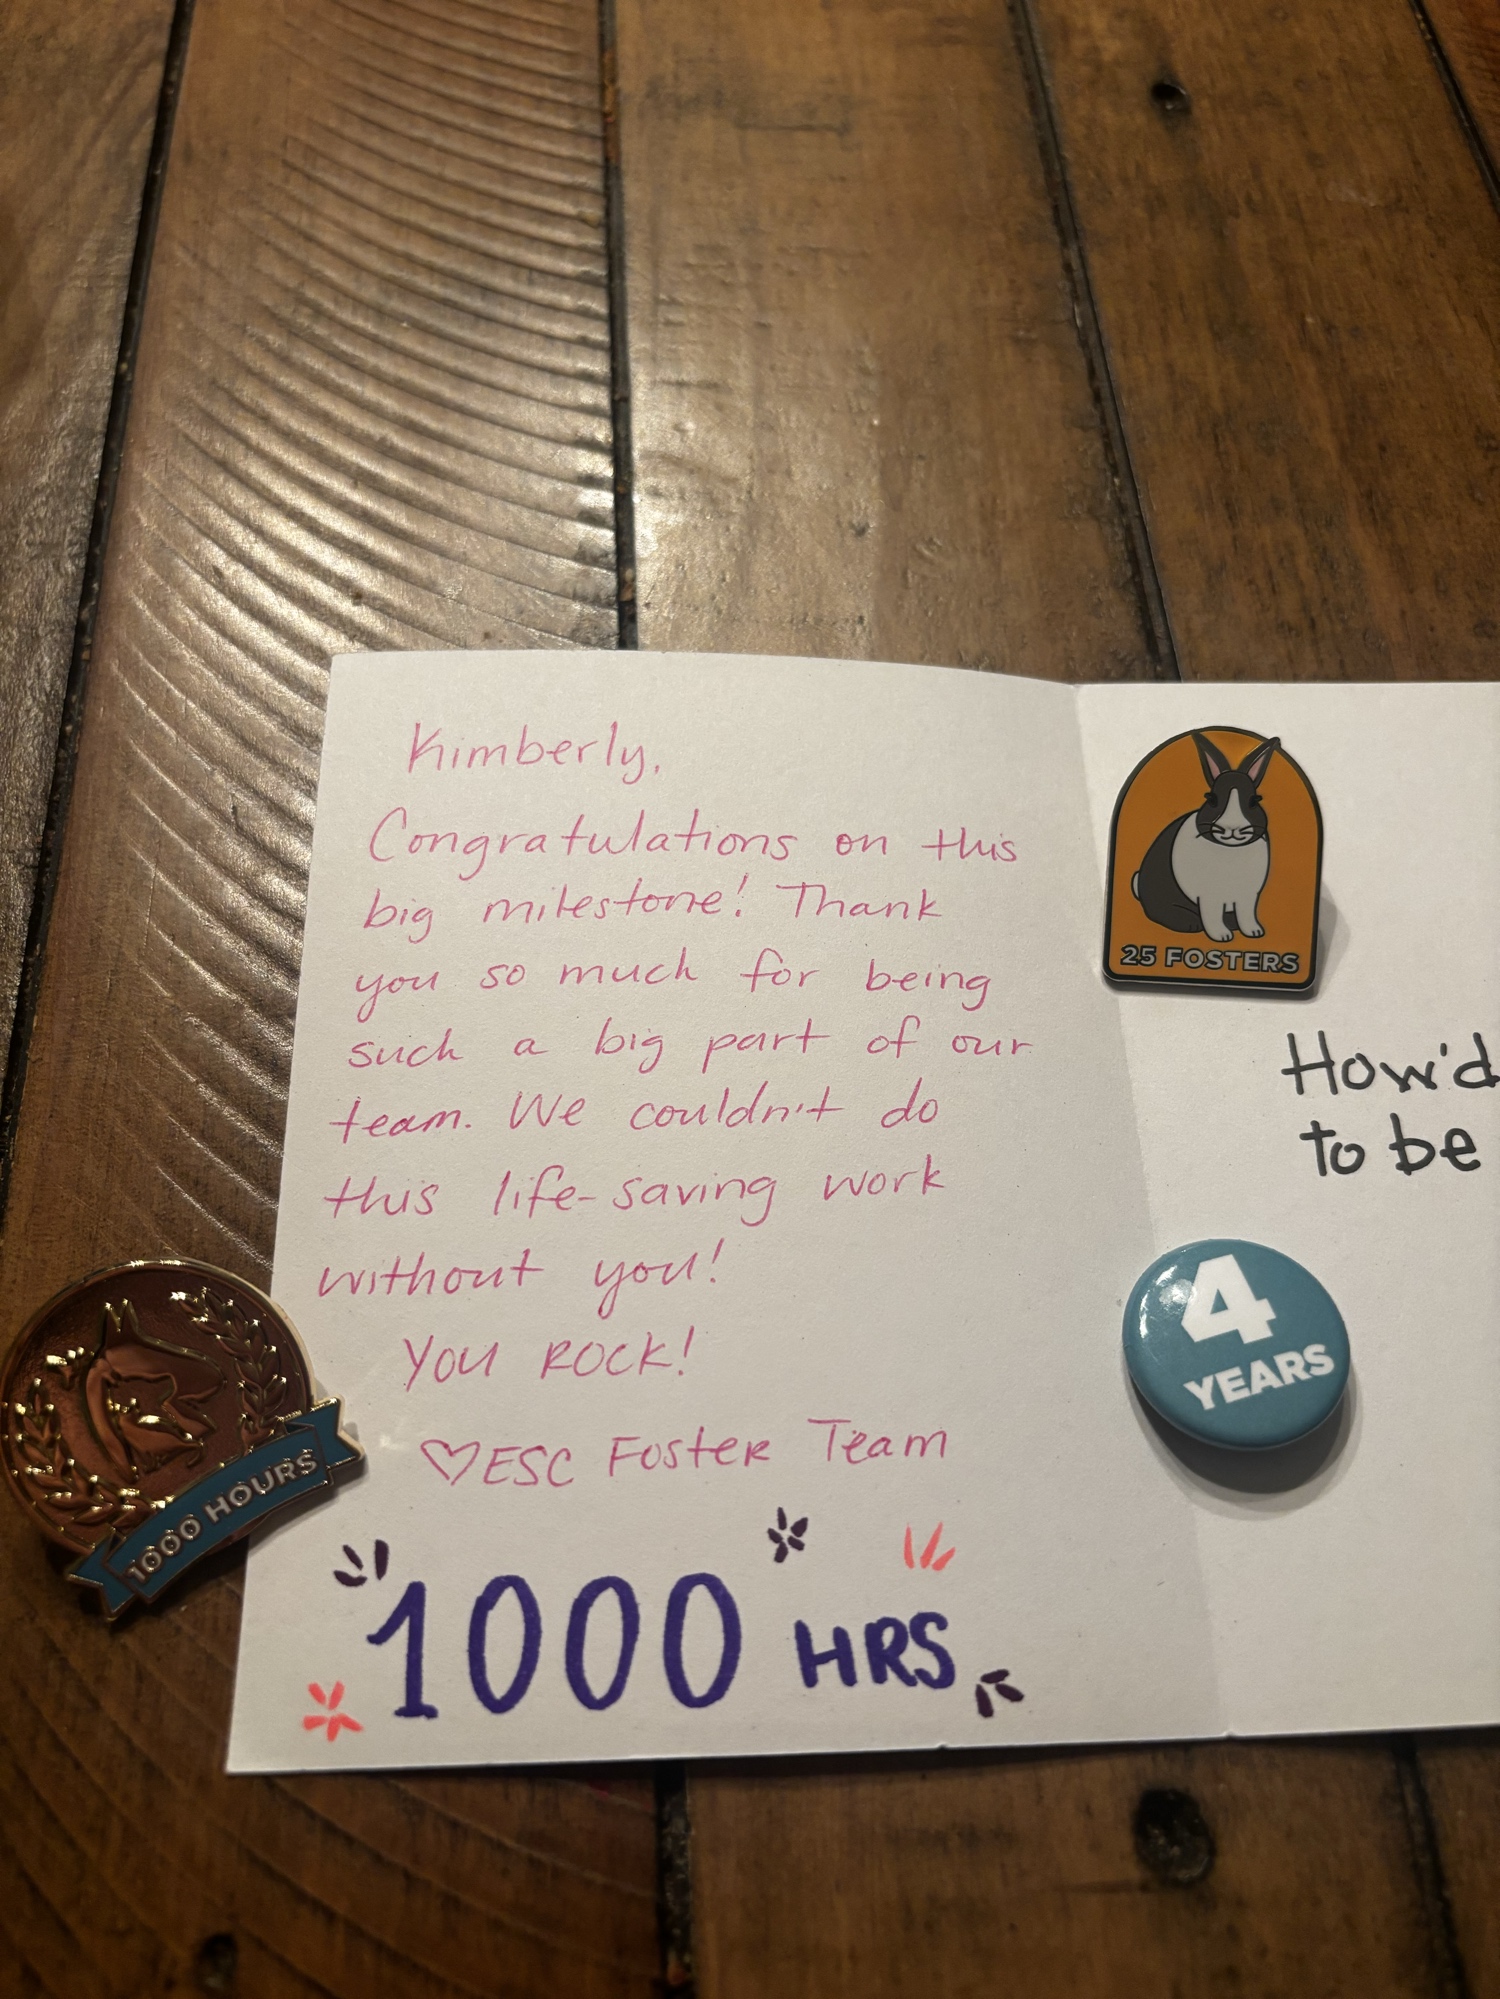 Kimberly,
Congratulations on this
big milestone! Thank
you so much for being
such a big part of our
team. We couldn't do
this life-saving work
without you!
YOU ROCK!
♡ESC Foster Team
1000 HRS
1000 HOURS
25 FOSTERS
How'd
to be
4
YEARS